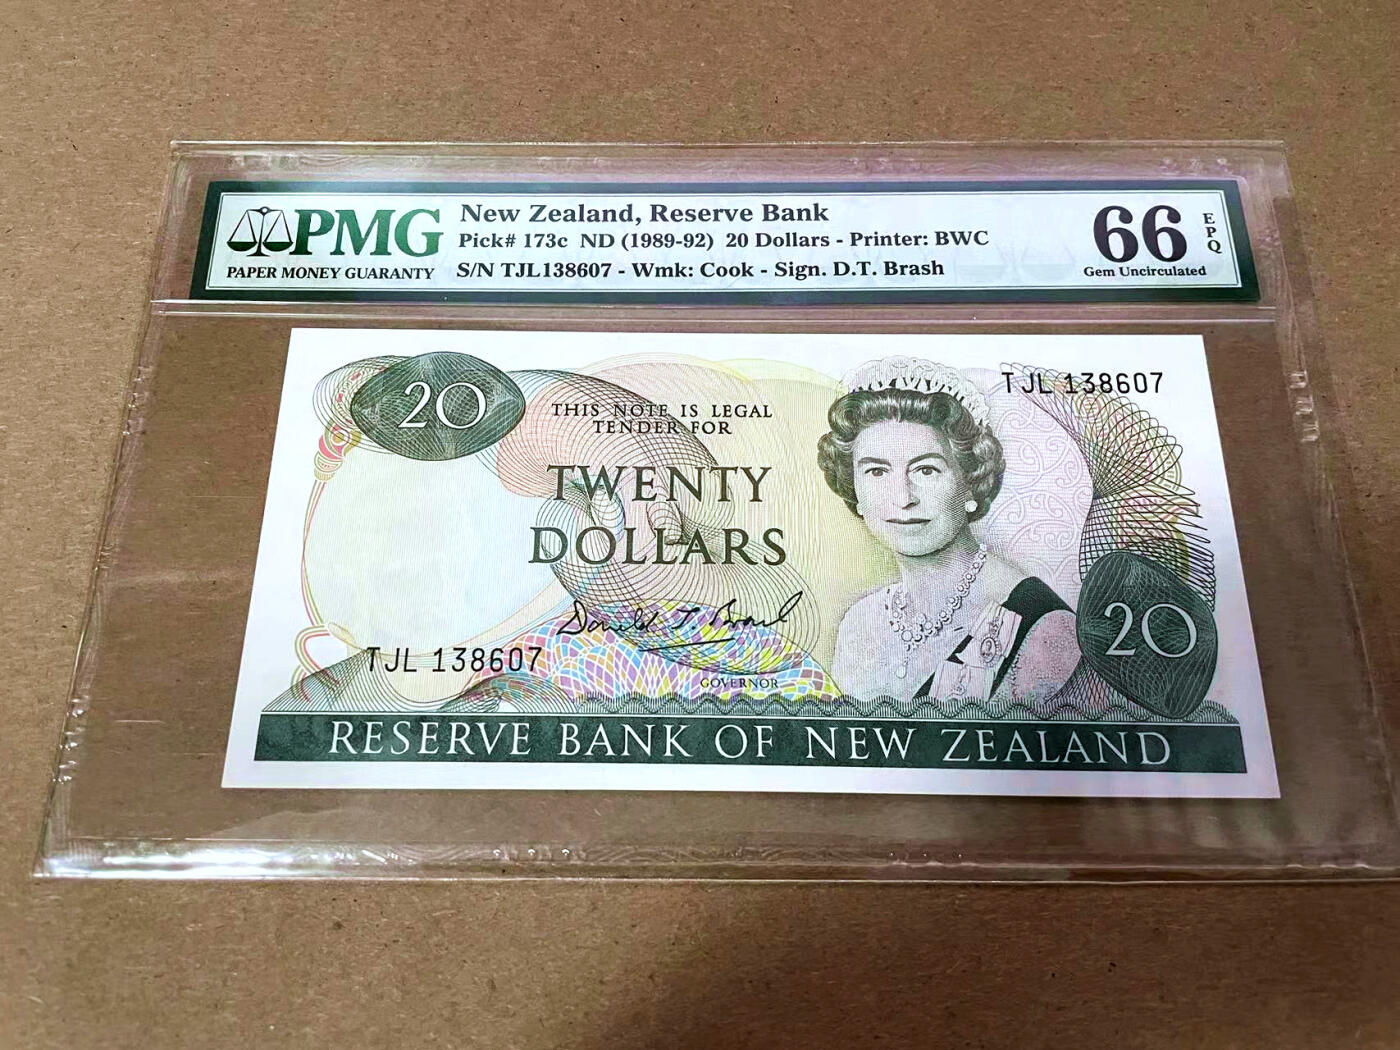 PMG
PAPER MONEY GUARANTY
New Zealand, Reserve Bank
Pick# 173c ND (1989-92) 20 Dollars - Printer: BWC
S/N TJL138607 - Wmk: Cook - Sign. D.T. Brash
66
EPQ
Gem Uncirculated
20
THIS NOTE IS LEGAL
TENDER FOR
TWENTY
DOLLARS
TJL 138607
Donald T. Brash
GOVERNOR
TJL 138607
20
RESERVE BANK OF NEW ZEALAND